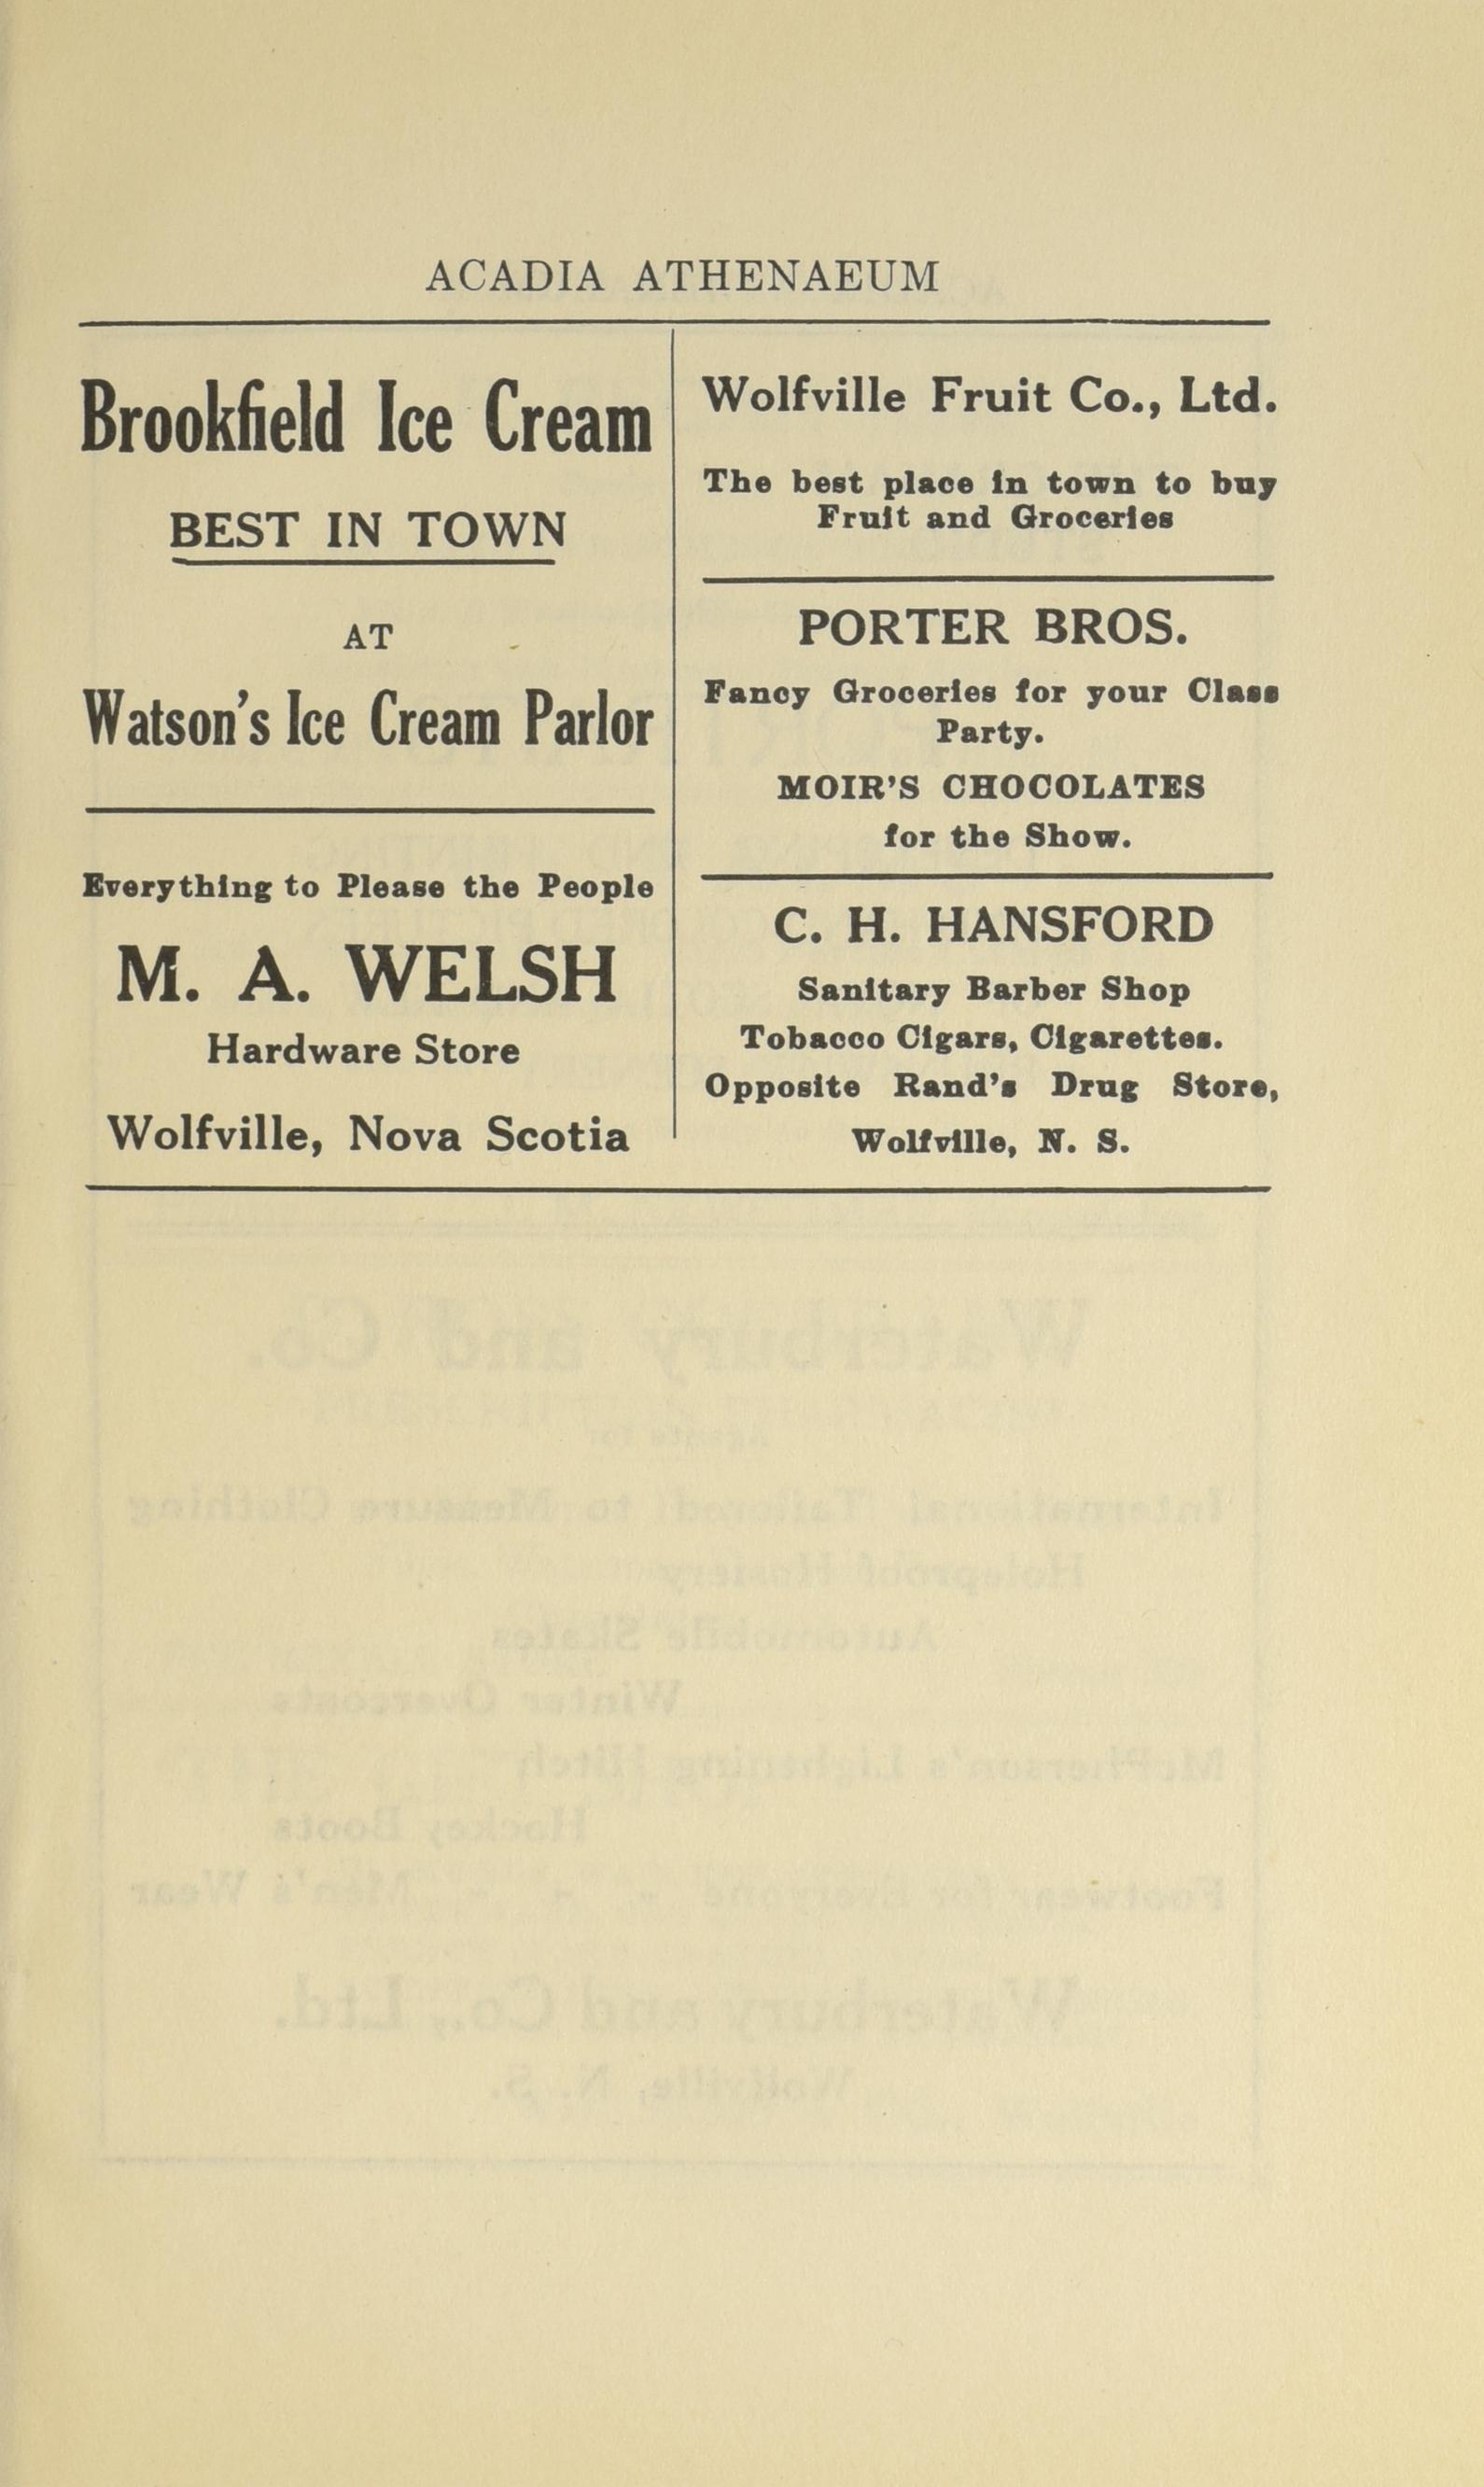 ACADIA ATHENAEUM
Brookfield Ice Cream
BEST IN TOWN
AT
Watson's Ice Cream Parlor
Everything to Please the People
M. A. WELSH
Hardware Store
Wolfville, Nova Scotia
Wolfville Fruit Co., Ltd.
The best place in town to buy
Fruit and Groceries
PORTER BROS.
Fancy Groceries for your Class
Party.
MOIR'S CHOCOLATES
for the Show.
C. H. HANSFORD
Sanitary Barber Shop
Tobacco Cigars, Cigarettes.
Opposite Rand's Drug Store,
Wolfville, N. S.